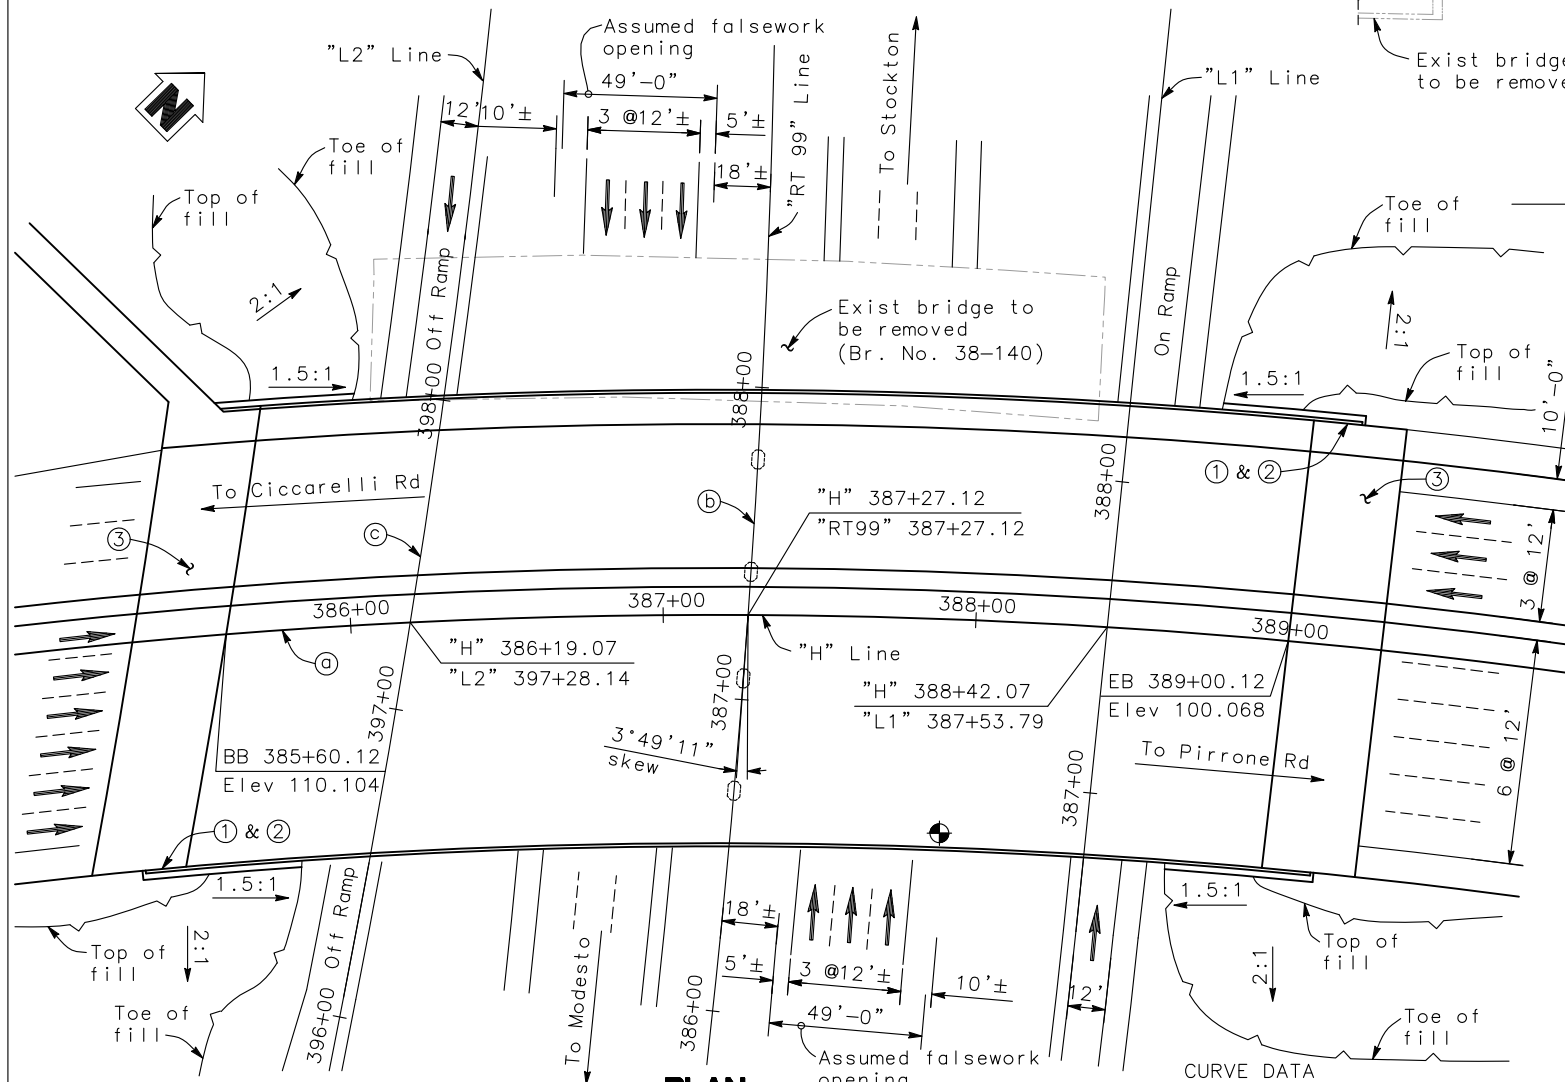 Assumed falsework
opening
"L2" Line
49'-0"
12'
10'±
3 @12'±
5'±
18'±
"RT 99" Line
To Stockton
"L1" Line
Exist bridge
to be remove
N
Toe of
fill
Top of
fill
2:1
1.5:1
398+00
Off Ramp
388+00
Exist bridge to
be removed
(Br. No. 38-140)
On Ramp
Toe of
fill
2:1
Top of
fill
1.5:1
10'-0"
To Ciccarelli Rd
b
"H" 387+27.12
"RT99" 387+27.12
388+00
1 & 2
3
3
c
3 @ 12'
386+00
387+00
388+00
389+00
a
"H" 386+19.07
"L2" 397+28.14
"H" Line
397+00
387+00
"H" 388+42.07
"L1" 387+53.79
EB 389+00.12
Elev 100.068
3°49'11"
skew
BB 385+60.12
Elev 110.104
To Pirrone Rd
6 @ 12'
387+00
1 & 2
1.5:1
Top of
fill
2:1
Toe of
fill
396+00
Off Ramp
To Modesto
18'±
5'±
3 @12'±
10'±
49'-0"
386+00
Assumed falsework
opening
12'
1.5:1
Top of
fill
2:1
Toe of
fill
PLAN
CURVE DATA